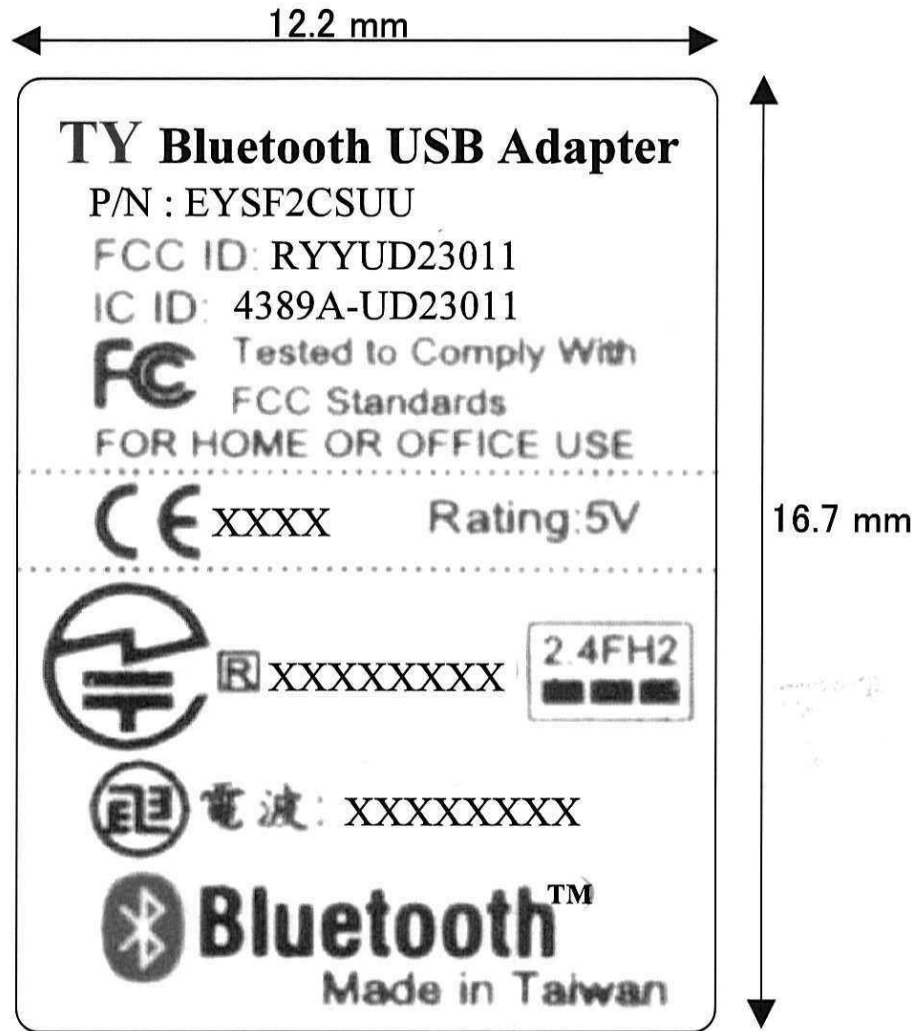 12.2 mm
TY Bluetooth USB Adapter
P/N : EYSF2CSUU
FCC ID: RYYUD23011
IC ID: 4389A-UD23011
FC Tested to Comply With
FCC Standards
FOR HOME OR OFFICE USE
CE XXXX Rating:5V
16.7 mm
R XXXXXXXX 2.4FH2
電波: XXXXXXXX
Bluetooth™
Made in Taiwan